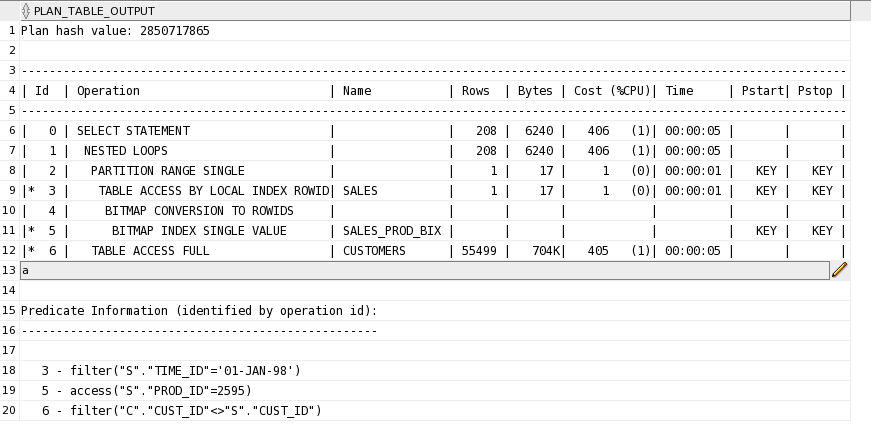 PLAN_TABLE_OUTPUT
1 Plan hash value: 2850717865
2
3 ---------------------------------------------------------------------------------------------------------------------
4 | Id  | Operation                          | Name           | Rows  | Bytes | Cost (%CPU)| Time     | Pstart| Pstop |
5 ---------------------------------------------------------------------------------------------------------------------
6 |   0 | SELECT STATEMENT                   |                |   208 |  6240 |   406   (1)| 00:00:05 |       |       |
7 |   1 |  NESTED LOOPS                      |                |   208 |  6240 |   406   (1)| 00:00:05 |       |       |
8 |   2 |   PARTITION RANGE SINGLE           |                |     1 |    17 |     1   (0)| 00:00:01 |   KEY |   KEY |
9 |*  3 |    TABLE ACCESS BY LOCAL INDEX ROWID| SALES          |     1 |    17 |     1   (0)| 00:00:01 |   KEY |   KEY |
10 |   4 |     BITMAP CONVERSION TO ROWIDS    |                |       |       |            |          |       |       |
11 |*  5 |      BITMAP INDEX SINGLE VALUE     | SALES_PROD_BIX |       |       |            |          |   KEY |   KEY |
12 |*  6 |   TABLE ACCESS FULL                | CUSTOMERS      | 55499 |   704K|   405   (1)| 00:00:05 |       |       |
13 a
14
15 Predicate Information (identified by operation id):
16 ---------------------------------------------------
17
18    3 - filter("S"."TIME_ID"='01-JAN-98')
19    5 - access("S"."PROD_ID"=2595)
20    6 - filter("C"."CUST_ID"<>"S"."CUST_ID")